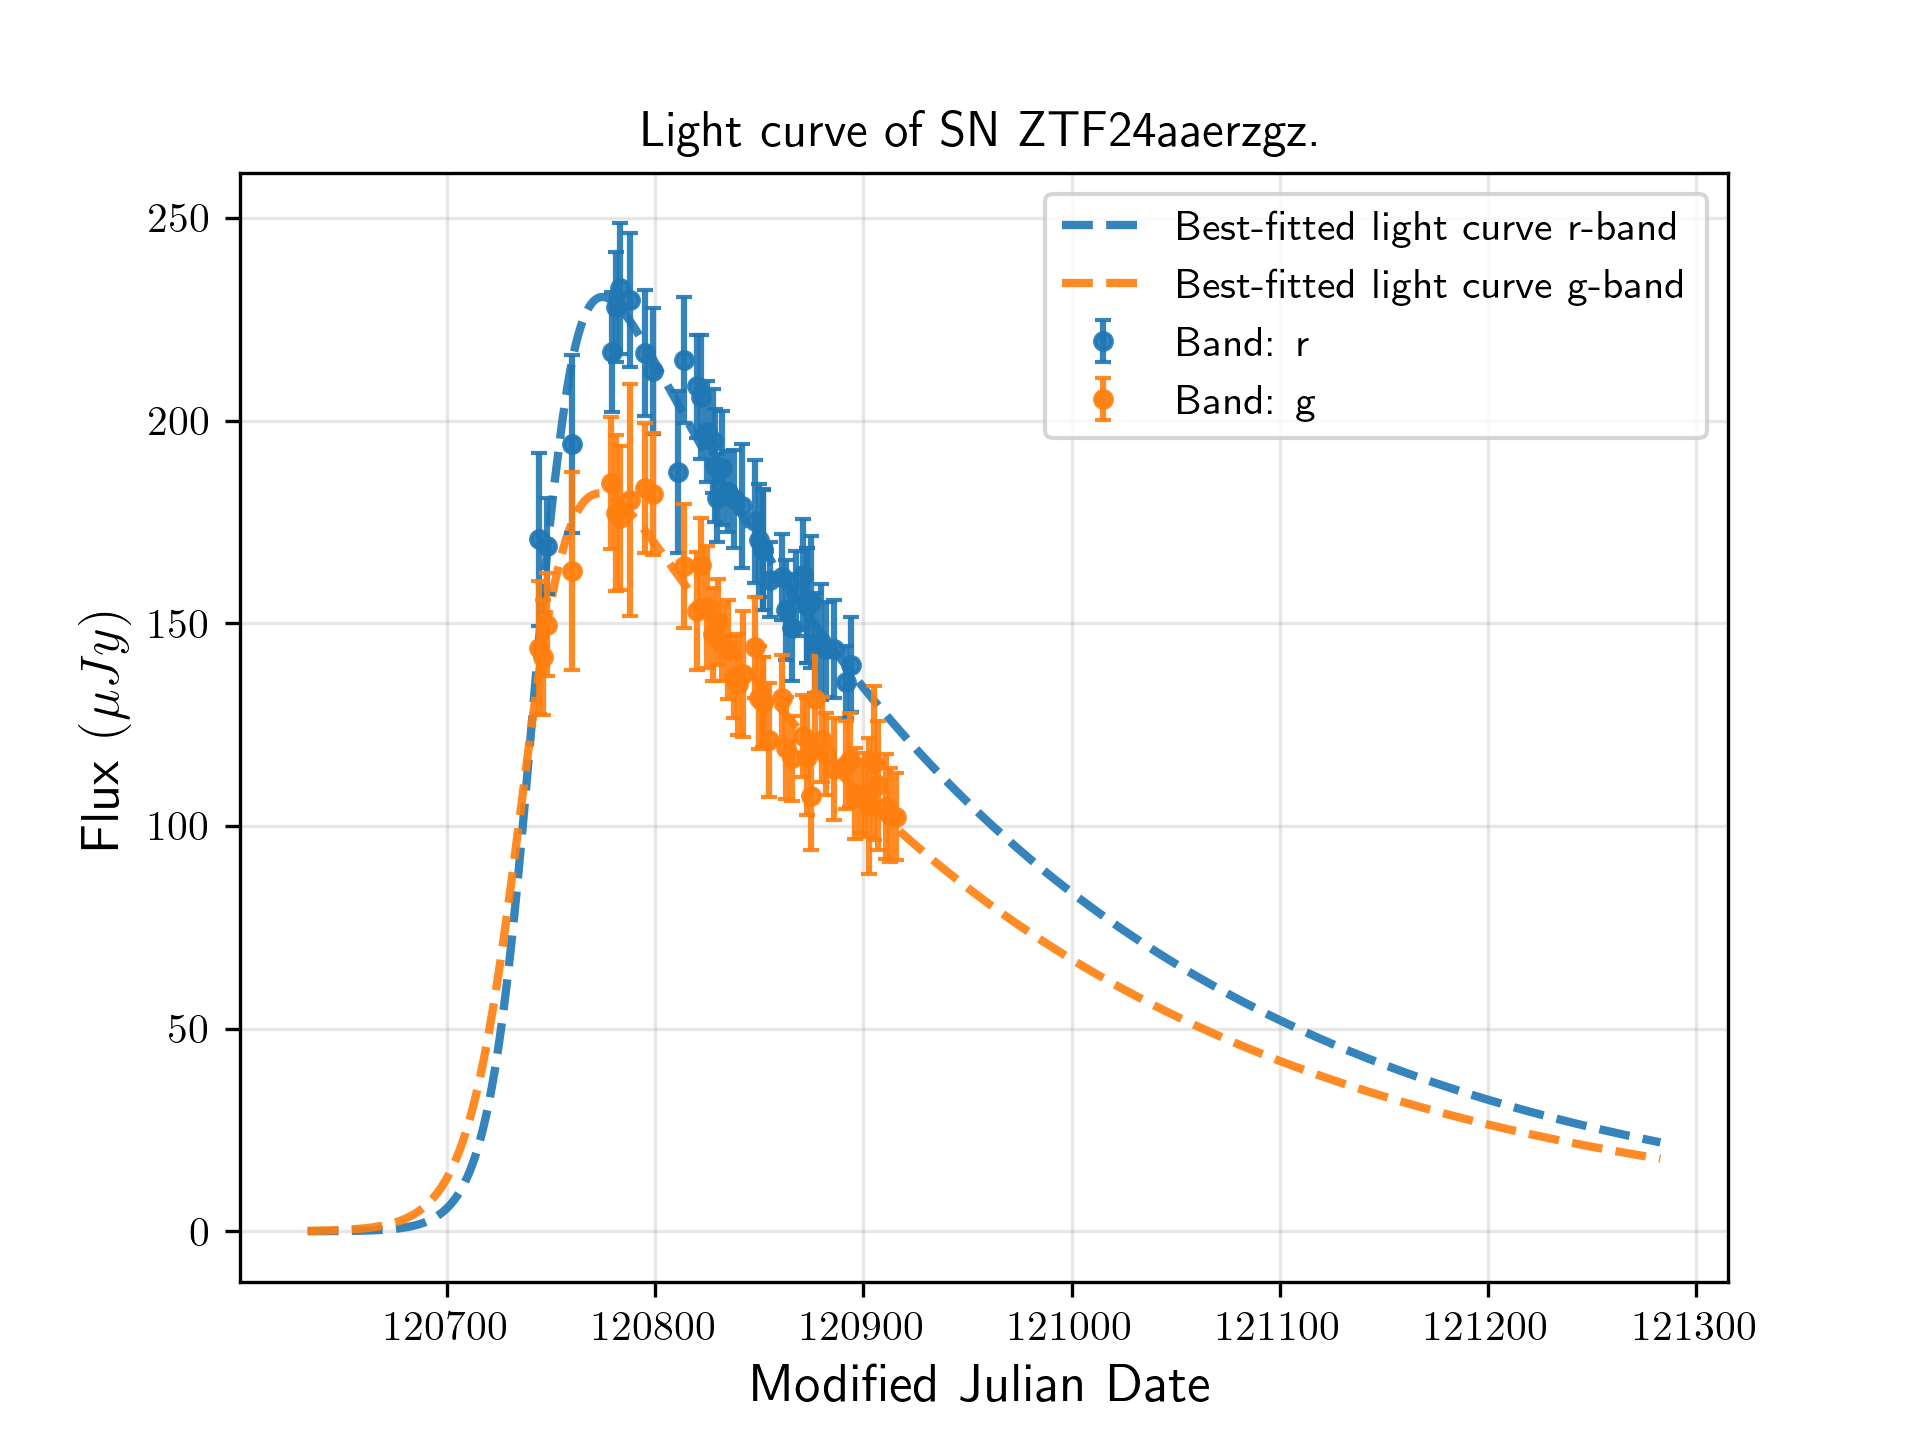 Light curve of SN ZTF24aaerzgz.
Best-fitted light curve r-band
Best-fitted light curve g-band
Band: r
Band: g
250
200
150
100
50
0
Flux (μJy)
120700 120800 120900 121000 121100 121200 121300
Modified Julian Date